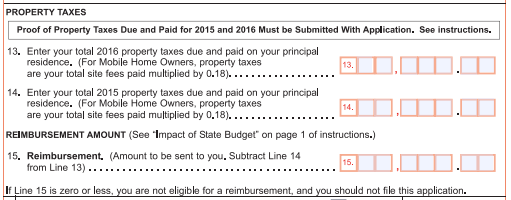 PROPERTY TAXES
Proof of Property Taxes Due and Paid for 2015 and 2016 Must be Submitted With Application. See instructions.
13. Enter your total 2016 property taxes due and paid on your principal
residence. (For Mobile Home Owners, property taxes
are your total site fees paid multiplied by 0.18). . . . . . . . . . . . . . . . . . . . 13. , .
14. Enter your total 2015 property taxes due and paid on your principal
residence. (For Mobile Home Owners, property taxes
are your total site fees paid multiplied by 0.18). . . . . . . . . . . . . . . . . . . . 14. , .
REIMBURSEMENT AMOUNT (See "Impact of State Budget" on page 1 of instructions.)
15. Reimbursement. (Amount to be sent to you. Subtract Line 14
from Line 13) . . . . . . . . . . . . . . . . . . . . . . . . . . . . . . . . . . . . . . . . . . 15. , .
If Line 15 is zero or less, you are not eligible for a reimbursement, and you should not file this application.